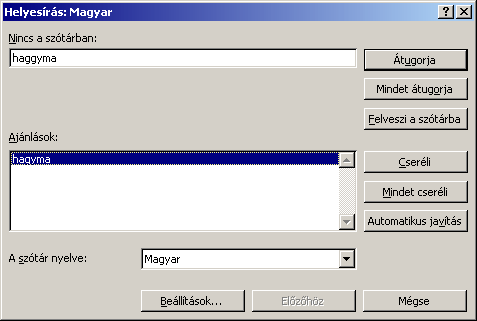 Helyesírás: Magyar
Nincs a szótárban:
haggyma
Átugorja
Mindet átugorja
Felveszi a szótárba
Ajánlások:
hagyma
Cseréli
Mindet cseréli
Automatikus javítás
A szótár nyelve:
Magyar
Beállítások...
Előzőhöz
Mégse